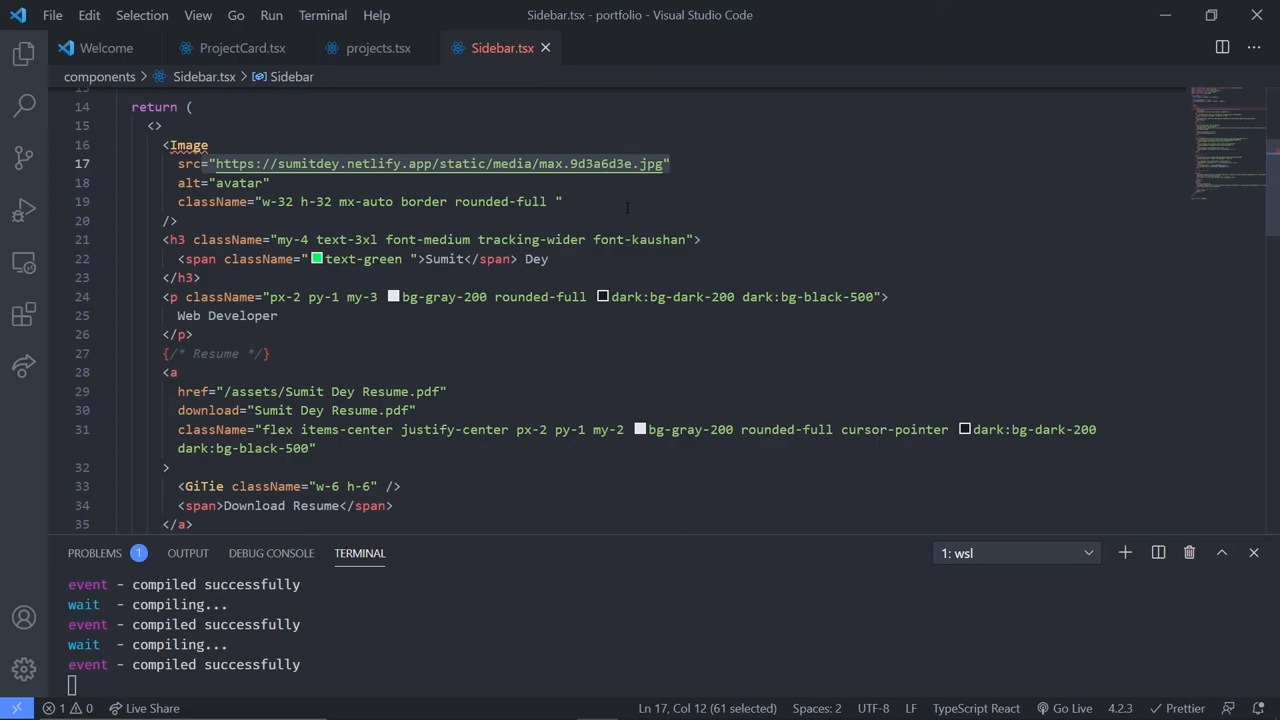 File Edit Selection View Go Run Terminal Help Sidebar.tsx - portfolio - Visual Studio Code
Welcome ProjectCard.tsx projects.tsx Sidebar.tsx
components > Sidebar.tsx > Sidebar
13
14 return (
15 <>
16 <Image
17 src="https://sumitdey.netlify.app/static/media/max.9d3a6d3e.jpg"
18 alt="avatar"
19 className="w-32 h-32 mx-auto border rounded-full "
20 />
21 <h3 className="my-4 text-3xl font-medium tracking-wider font-kaushan">
22 <span className="text-green ">Sumit</span> Dey
23 </h3>
24 <p className="px-2 py-1 my-3 bg-gray-200 rounded-full dark:bg-dark-200 dark:bg-black-500">
25 Web Developer
26 </p>
27 {/* Resume */}
28 <a
29 href="/assets/Sumit Dey Resume.pdf"
30 download="Sumit Dey Resume.pdf"
31 className="flex items-center justify-center px-2 py-1 my-2 bg-gray-200 rounded-full cursor-pointer dark:bg-dark-200
dark:bg-black-500"
32 >
33 <GiTie className="w-6 h-6" />
34 <span>Download Resume</span>
35 </a>
PROBLEMS 1 OUTPUT DEBUG CONSOLE TERMINAL 1: wsl
event - compiled successfully
wait - compiling...
event - compiled successfully
wait - compiling...
event - compiled successfully
1 0 Live Share Ln 17, Col 12 (61 selected) Spaces: 2 UTF-8 LF TypeScript React Go Live 4.2.3 Prettier